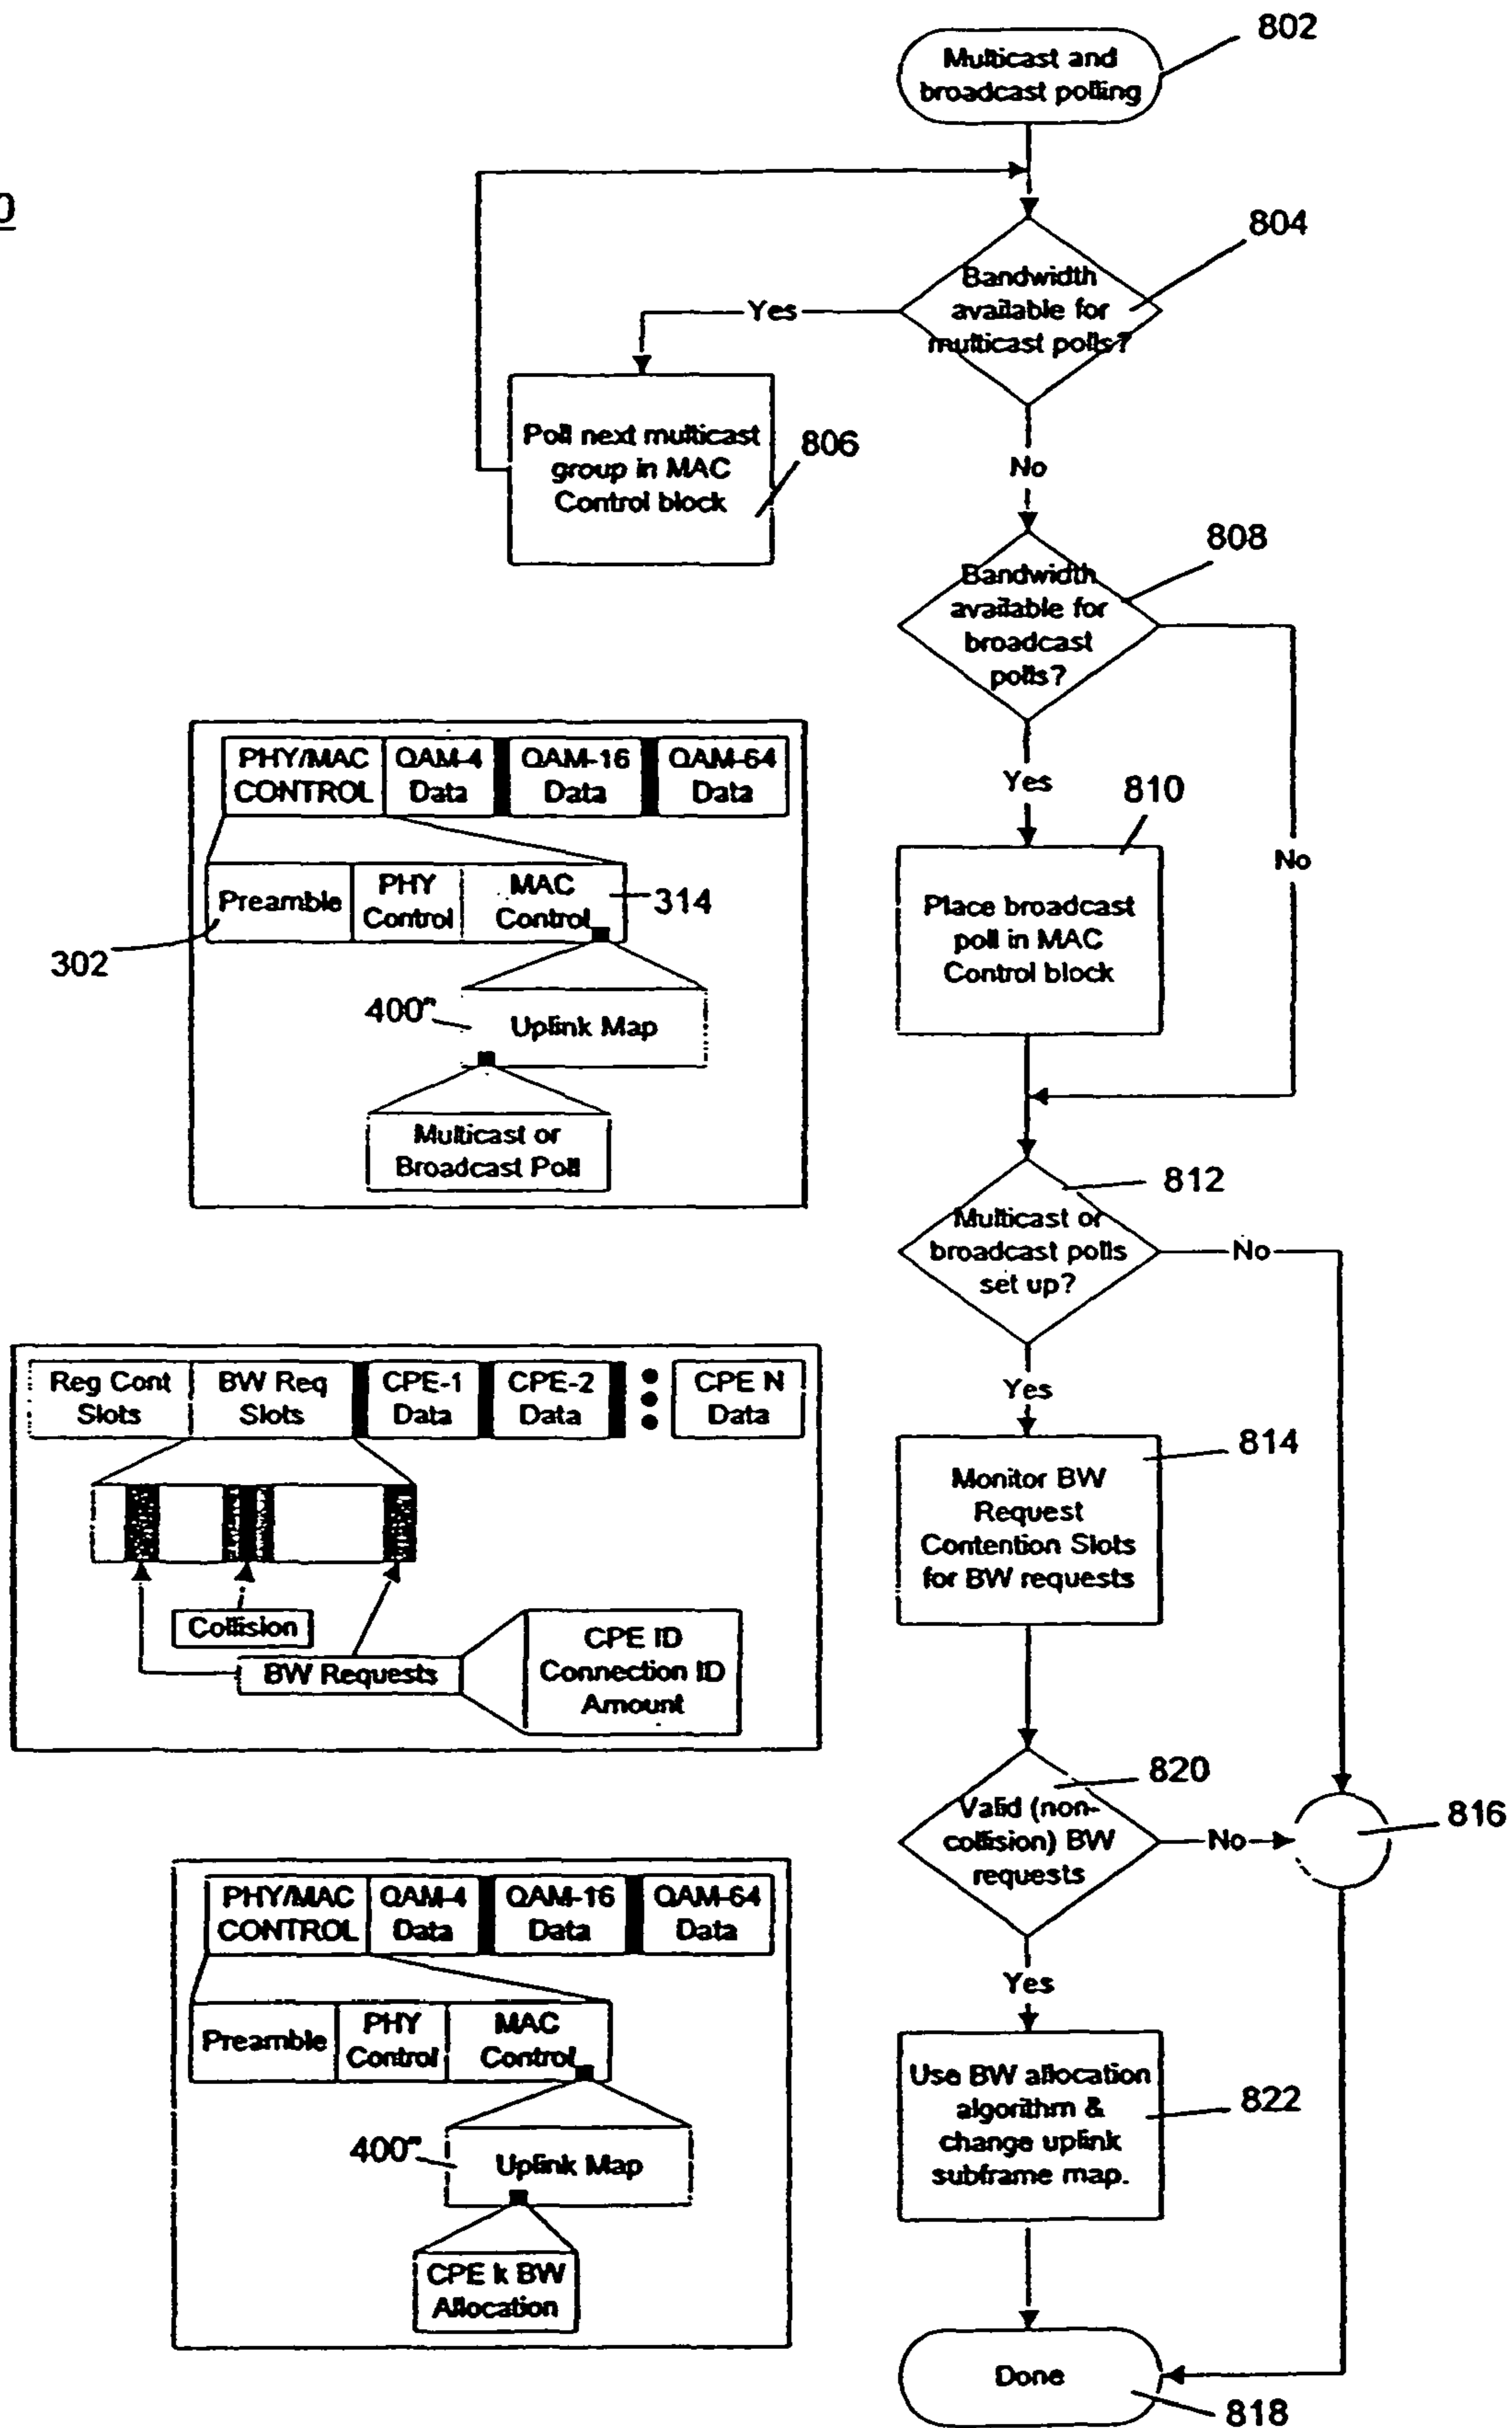 802
Multicast and
broadcast polling
0
804
Bandwidth
available for
multicast polls?
Yes
No
Poll next multicast
group in MAC
Control block
806
808
Bandwidth
available for
broadcast
polls?
Yes
No
810
Place broadcast
poll in MAC
Control block
PHY/MAC
CONTROL
QAM-4
Data
QAM-16
Data
QAM-64
Data
Preamble
PHY
Control
MAC
Control
314
302
400"
Uplink Map
Multicast or
Broadcast Poll
812
Multicast or
broadcast polls
set up?
No
Yes
Reg Cont
Slots
BW Req
Slots
CPE-1
Data
CPE-2
Data
CPE N
Data
Collision
BW Requests
CPE ID
Connection ID
Amount
814
Monitor BW
Request
Contention Slots
for BW requests
820
Valid (non-
collision) BW
requests
No
816
Yes
PHY/MAC
CONTROL
QAM-4
Data
QAM-16
Data
QAM-64
Data
Preamble
PHY
Control
MAC
Control
400"'
Uplink Map
CPE k BW
Allocation
Use BW allocation
algorithm &
change uplink
subframe map.
822
Done
818